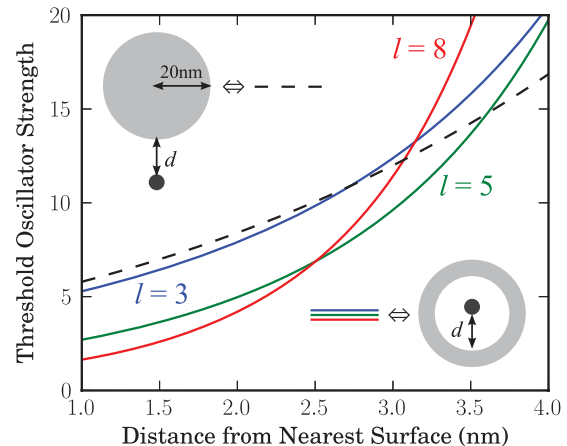 20
15
10
5
0
Threshold Oscillator Strength
20nm
⇔
d
l = 8
l = 5
l = 3
⇔
d
1.0 1.5 2.0 2.5 3.0 3.5 4.0
Distance from Nearest Surface (nm)